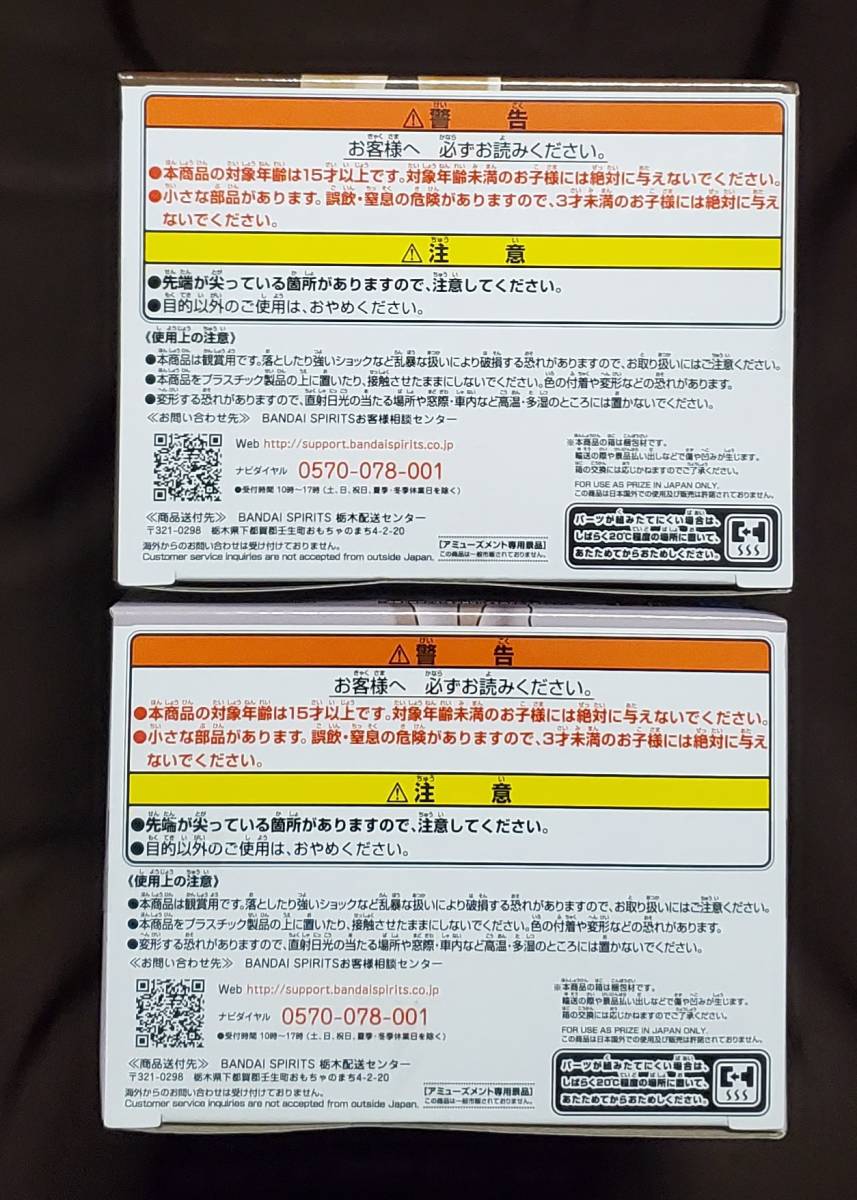 ⚠警告
お客様へ 必ずお読みください。
●本商品の対象年齢は15才以上です。対象年齢未満のお子様には絶対に与えないでください。
●小さな部品があります。誤飲・窒息の危険がありますので、3才未満のお子様には絶対に与え
ないでください。
⚠注意
●先端が尖っている箇所がありますので、注意してください。
●目的以外のご使用は、おやめください。
《使用上の注意》
●本商品は観賞用です。落としたり強いショックなど乱暴な扱いにより破損する恐れがありますので、お取り扱いにはご注意ください。
●本商品をプラスチック製品の上に置いたり、接触させたままにしないでください。色の付着や変形などの恐れがあります。
●変形する恐れがありますので、直射日光の当たる場所や窓際・車内など高温・多湿のところには置かないでください。
≪お問い合わせ先≫ BANDAI SPIRITSお客様相談センター
Web http://support.bandaispirits.co.jp
ナビダイヤル 0570-078-001
●受付時間 10時〜17時(土、日、祝日、夏季・冬季休業日を除く)
※本商品の箱は梱包材です。
輸送の際や景品払い出しなどで傷や凹みが生じます。
箱の交換には応じかねますのでご了承ください。
FOR USE AS PRIZE IN JAPAN ONLY.
この商品は日本国外での使用及び販売は許諾されておりません。
≪商品送付先≫ BANDAI SPIRITS 栃木配送センター
〒321-0298 栃木県下都賀郡壬生町おもちゃのまち4-2-20
海外からのお問い合わせは受け付けておりません。
Customer service inquiries are not accepted from outside Japan.
[アミューズメント専用景品]
この商品は一般市販されておりません。
パーツが組みたてにくい場合は、
しばらく20℃程度の場所に置いて、
あたためてからおためしください。
⚠警告
お客様へ 必ずお読みください。
●本商品の対象年齢は15才以上です。対象年齢未満のお子様には絶対に与えないでください。
●小さな部品があります。誤飲・窒息の危険がありますので、3才未満のお子様には絶対に与え
ないでください。
⚠注意
●先端が尖っている箇所がありますので、注意してください。
●目的以外のご使用は、おやめください。
《使用上の注意》
●本商品は観賞用です。落としたり強いショックなど乱暴な扱いにより破損する恐れがありますので、お取り扱いにはご注意ください。
●本商品をプラスチック製品の上に置いたり、接触させたままにしないでください。色の付着や変形などの恐れがあります。
●変形する恐れがありますので、直射日光の当たる場所や窓際・車内など高温・多湿のところには置かないでください。
≪お問い合わせ先≫ BANDAI SPIRITSお客様相談センター
Web http://support.bandaispirits.co.jp
ナビダイヤル 0570-078-001
●受付時間 10時〜17時(土、日、祝日、夏季・冬季休業日を除く)
※本商品の箱は梱包材です。
輸送の際や景品払い出しなどで傷や凹みが生じます。
箱の交換には応じかねますのでご了承ください。
FOR USE AS PRIZE IN JAPAN ONLY.
この商品は日本国外での使用及び販売は許諾されておりません。
≪商品送付先≫ BANDAI SPIRITS 栃木配送センター
〒321-0298 栃木県下都賀郡壬生町おもちゃのまち4-2-20
海外からのお問い合わせは受け付けておりません。
Customer service inquiries are not accepted from outside Japan.
[アミューズメント専用景品]
この商品は一般市販されておりません。
パーツが組みたてにくい場合は、
しばらく20℃程度の場所に置いて、
あたためてからおためしください。